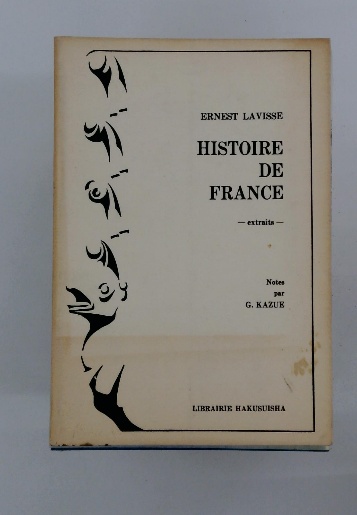 ERNEST LAVISSE
HISTOIRE
DE
FRANCE
— extraits —
Notes
par
G. KAZUE
LIBRAIRIE HAKUSUISHA